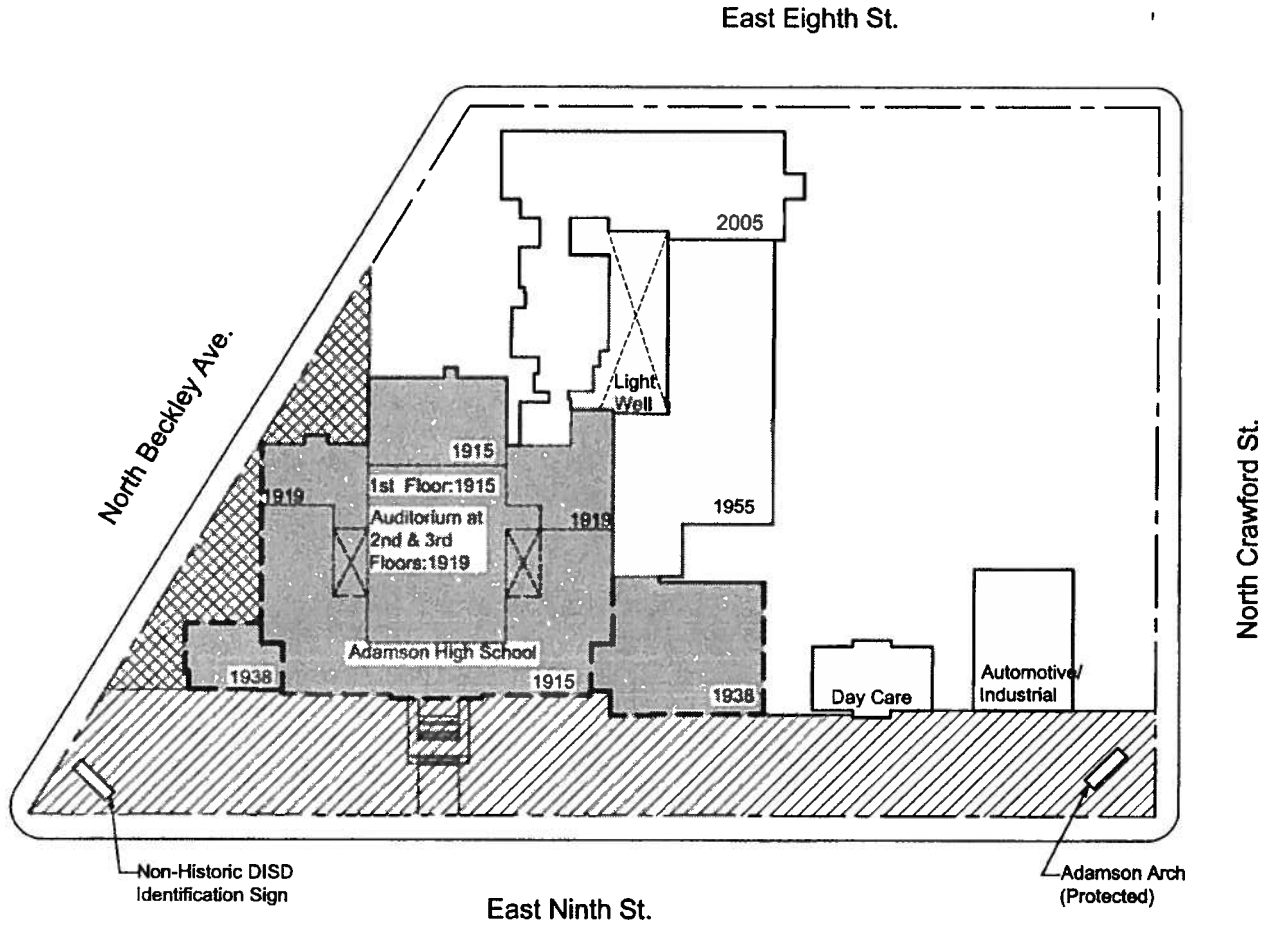 East Eighth St.
2005
North Beckley Ave.
Light
Well
1915
1st Floor:1915
1919
Auditorium at
2nd & 3rd
Floors:1919
1919
1955
North Crawford St.
Adamson High School
1938
1915
1938
Day Care
Automotive/
Industrial
Non-Historic DISD
Identification Sign
Adamson Arch
(Protected)
East Ninth St.